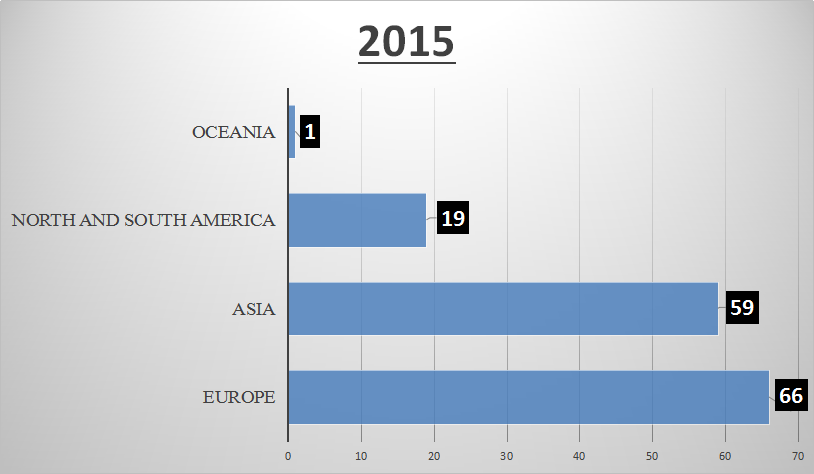 2015
OCEANIA 1
NORTH AND SOUTH AMERICA 19
ASIA 59
EUROPE 66
0 10 20 30 40 50 60 70